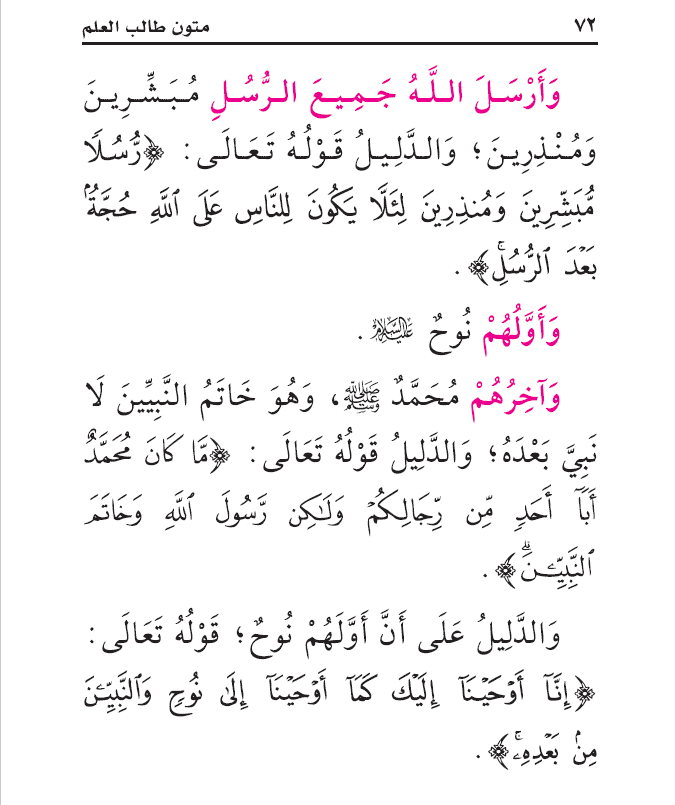 ٧٢ متون طالب العلم
وَأَرْسَلَ اللَّهُ جَمِيعَ الرُّسُلِ مُبَشِّرِينَ
وَمُنْذِرِينَ؛ وَالدَّلِيلُ قَوْلُهُ تَعَالَى: ﴿رُّسُلًا
مُّبَشِّرِينَ وَمُنذِرِينَ لِئَلَّا يَكُونَ لِلنَّاسِ عَلَى ٱللَّهِ حُجَّةُۢ
بَعْدَ ٱلرُّسُلِۚ﴾.
وَأَوَّلُهُمْ نُوحٌ عَلَيْهِ السَّلَامُ.
وَآخِرُهُمْ مُحَمَّدٌ ﷺ، وَهُوَ خَاتَمُ النَّبِيِّينَ لَا
نَبِيَّ بَعْدَهُ؛ وَالدَّلِيلُ قَوْلُهُ تَعَالَى: ﴿مَّا كَانَ مُحَمَّدٌ
أَبَآ أَحَدٖ مِّن رِّجَالِكُمۡ وَلَٰكِن رَّسُولَ ٱللَّهِ وَخَاتَمَ
ٱلنَّبِيِّـۧنَۗ﴾.
وَالدَّلِيلُ عَلَى أَنَّ أَوَّلَهُمْ نُوحٌ؛ قَوْلُهُ تَعَالَى:
﴿إِنَّآ أَوۡحَيۡنَآ إِلَيۡكَ كَمَآ أَوۡحَيۡنَآ إِلَىٰ نُوحٖ وَٱلنَّبِيِّـۧنَ
مِنۢ بَعۡدِهِۦۚ﴾.